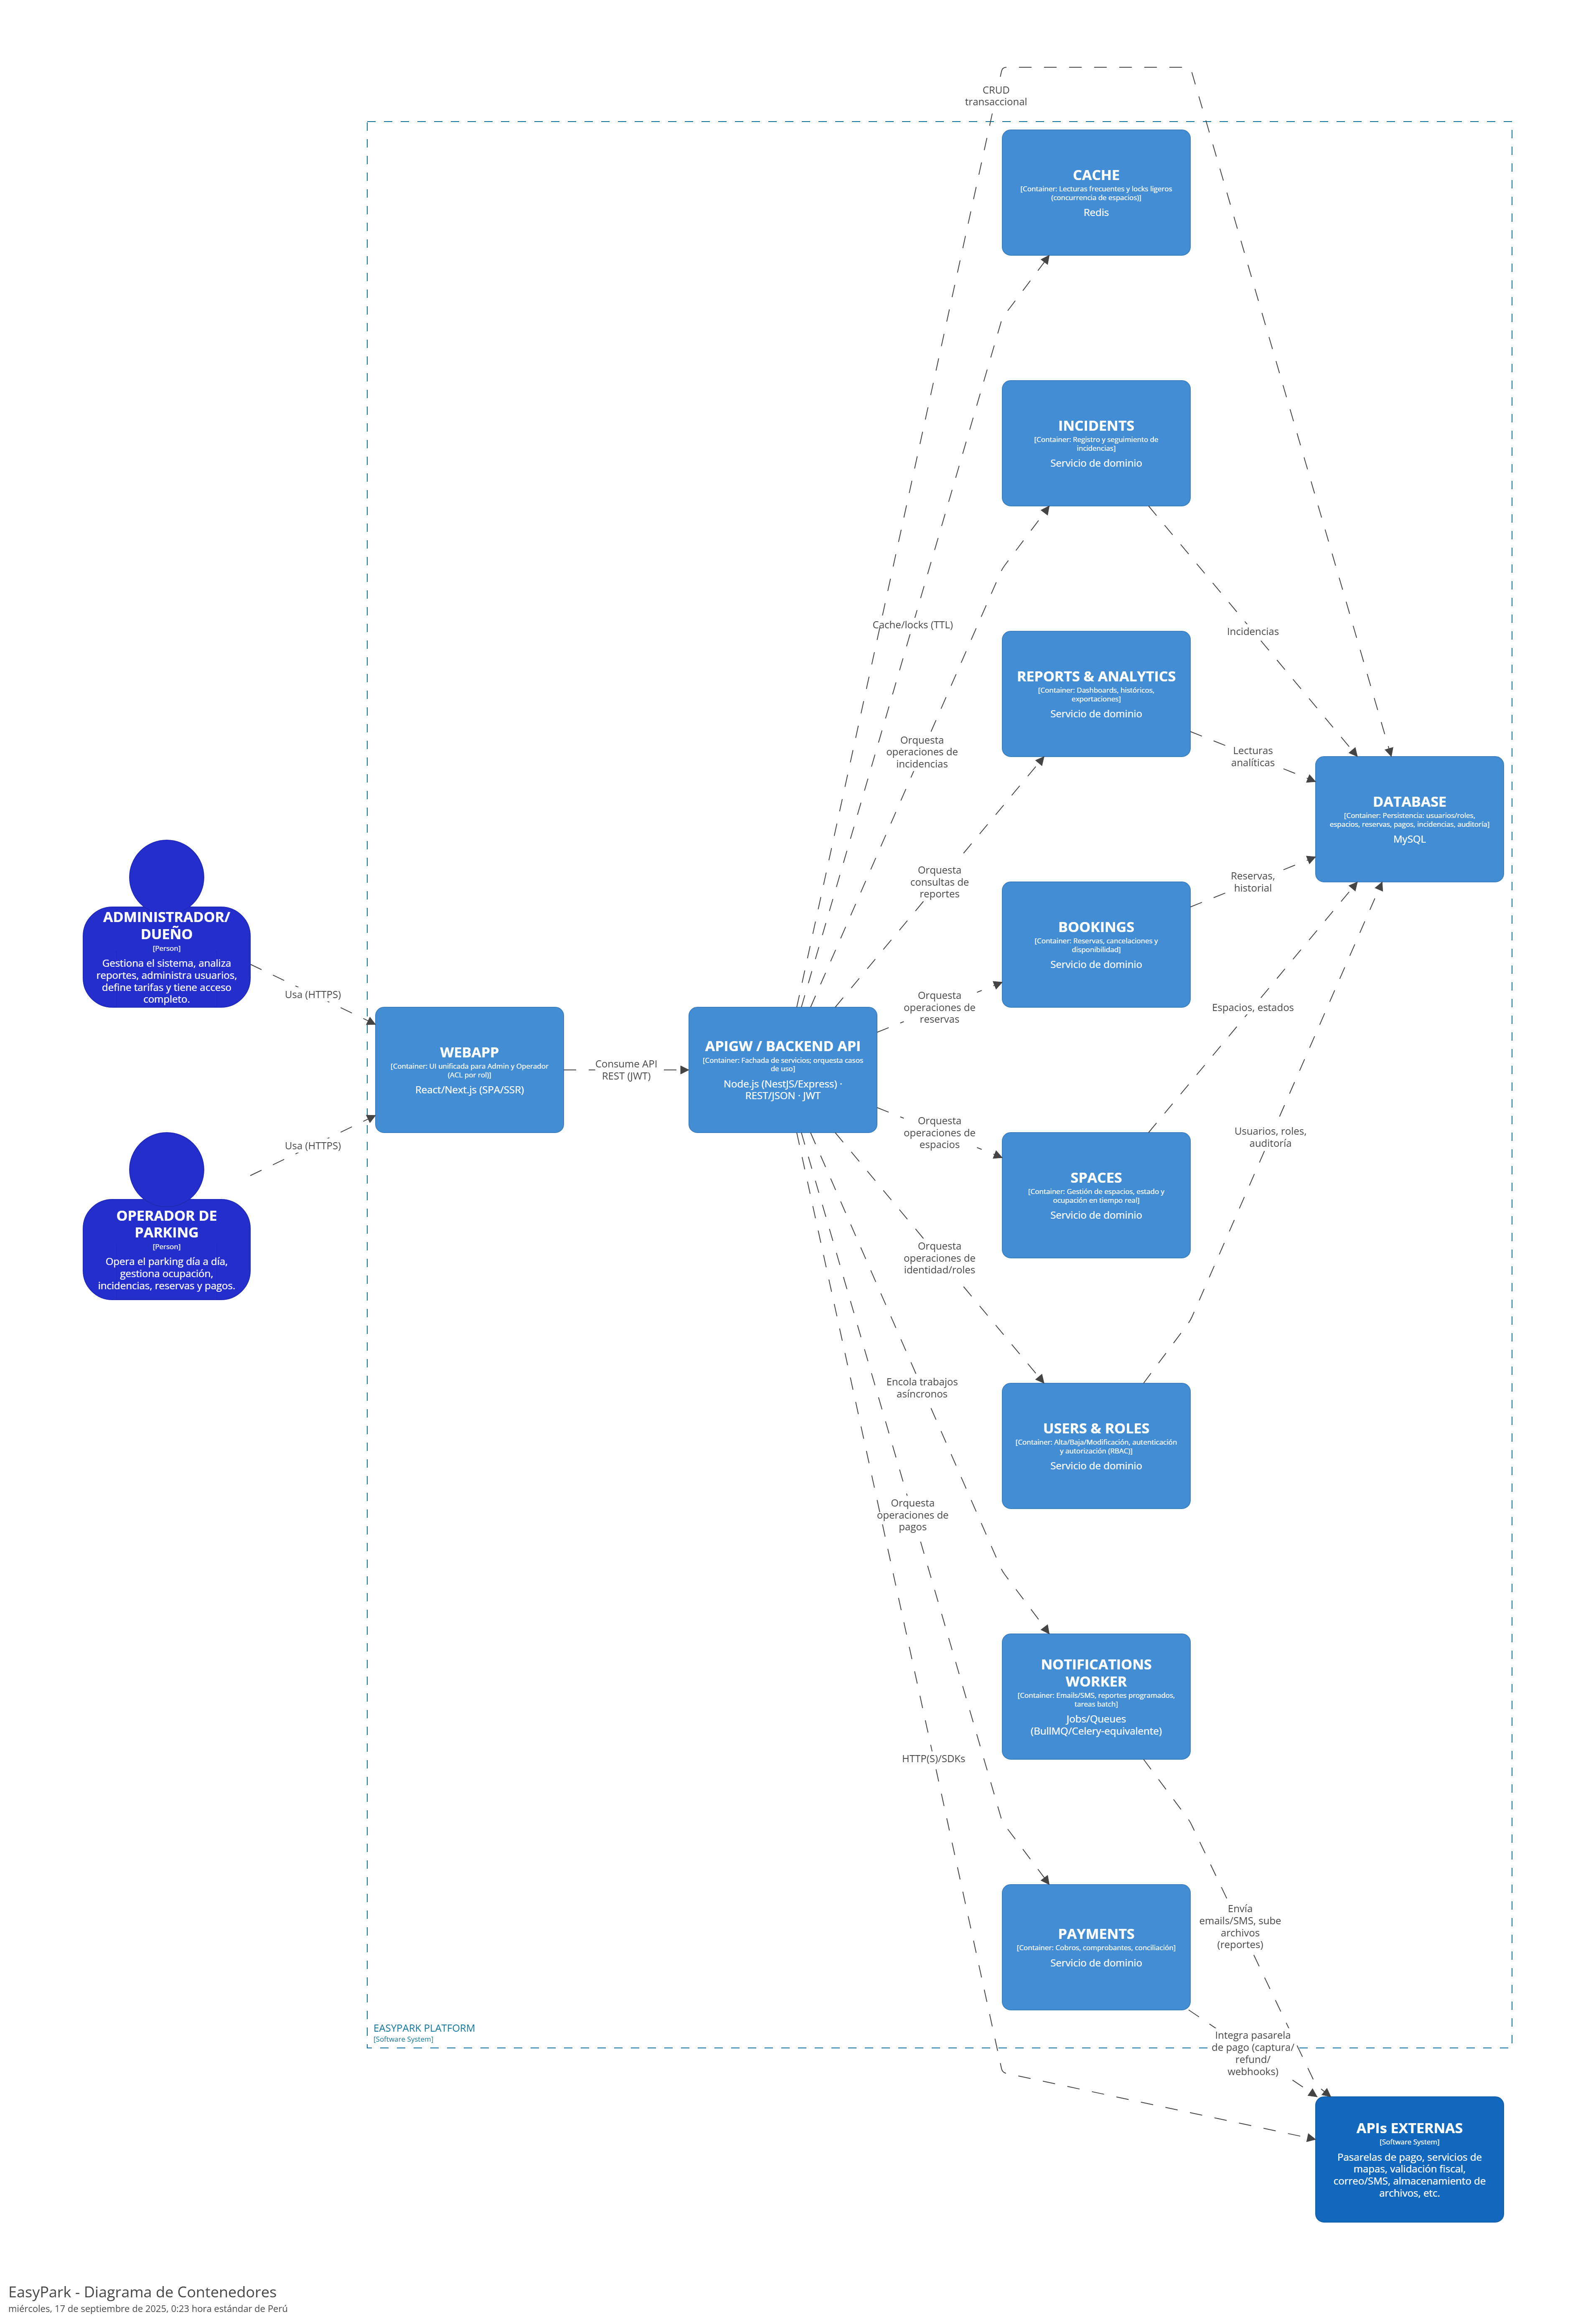 CRUD
transaccional
CACHE
[Container: Lecturas frecuentes y locks ligeros
(concurrencia de espacios)]
Redis
INCIDENTS
[Container: Registro y seguimiento de
incidencias]
Servicio de dominio
Cache/locks (TTL)
Incidencias
REPORTS & ANALYTICS
[Container: Dashboards, históricos,
exportaciones]
Servicio de dominio
Orquesta
operaciones de
incidencias
Lecturas
analíticas
DATABASE
[Container: Persistencia: usuarios/roles,
espacios, reservas, pagos, incidencias, auditoría]
MySQL
Orquesta
consultas de
reportes
Reservas,
historial
BOOKINGS
[Container: Reservas, cancelaciones y
disponibilidad]
Servicio de dominio
ADMINISTRADOR/
DUEÑO
[Person]
Gestiona el sistema, analiza
reportes, administra usuarios,
define tarifas y tiene acceso
completo.
Usa (HTTPS)
Orquesta
operaciones de
reservas
Espacios, estados
WEBAPP
[Container: UI unificada para Admin y Operador
(ACL por rol)]
React/Next.js (SPA/SSR)
Consume API
REST (JWT)
APIGW / BACKEND API
[Container: Fachada de servicios; orquesta casos
de uso]
Node.js (NestJS/Express) ·
REST/JSON · JWT
Orquesta
operaciones de
espacios
Usuarios, roles,
auditoría
Usa (HTTPS)
SPACES
[Container: Gestión de espacios, estado y
ocupación en tiempo real]
Servicio de dominio
OPERADOR DE
PARKING
[Person]
Opera el parking día a día,
gestiona ocupación,
incidencias, reservas y pagos.
Orquesta
operaciones de
identidad/roles
Encola trabajos
asíncronos
USERS & ROLES
[Container: Alta/Baja/Modificación, autenticación
y autorización (RBAC)]
Servicio de dominio
Orquesta
operaciones de
pagos
NOTIFICATIONS
WORKER
[Container: Emails/SMS, reportes programados,
tareas batch]
Jobs/Queues
(BullMQ/Celery-equivalente)
HTTP(S)/SDKs
Envía
emails/SMS, sube
archivos
(reportes)
PAYMENTS
[Container: Cobros, comprobantes, conciliación]
Servicio de dominio
EASYPARK PLATFORM
[Software System]
Integra pasarela
de pago (captura/
refund/
webhooks)
APIs EXTERNAS
[Software System]
Pasarelas de pago, servicios de
mapas, validación fiscal,
correo/SMS, almacenamiento de
archivos, etc.
EasyPark - Diagrama de Contenedores
miércoles, 17 de septiembre de 2025, 0:23 hora estándar de Perú